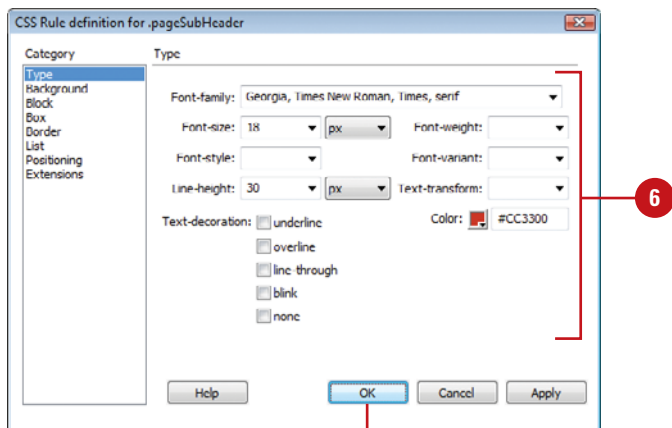 CSS Rule definition for .pageSubHeader
Category
Type
Type
Background
Block
Box
Border
List
Positioning
Extensions
Font-family: Georgia, Times New Roman, Times, serif
Font-size: 18 px Font-weight:
Font-style: Font-variant:
Line-height: 30 px Text-transform:
Text-decoration: underline Color: #CC3300
overline
line-through
blink
none
6
Help OK Cancel Apply